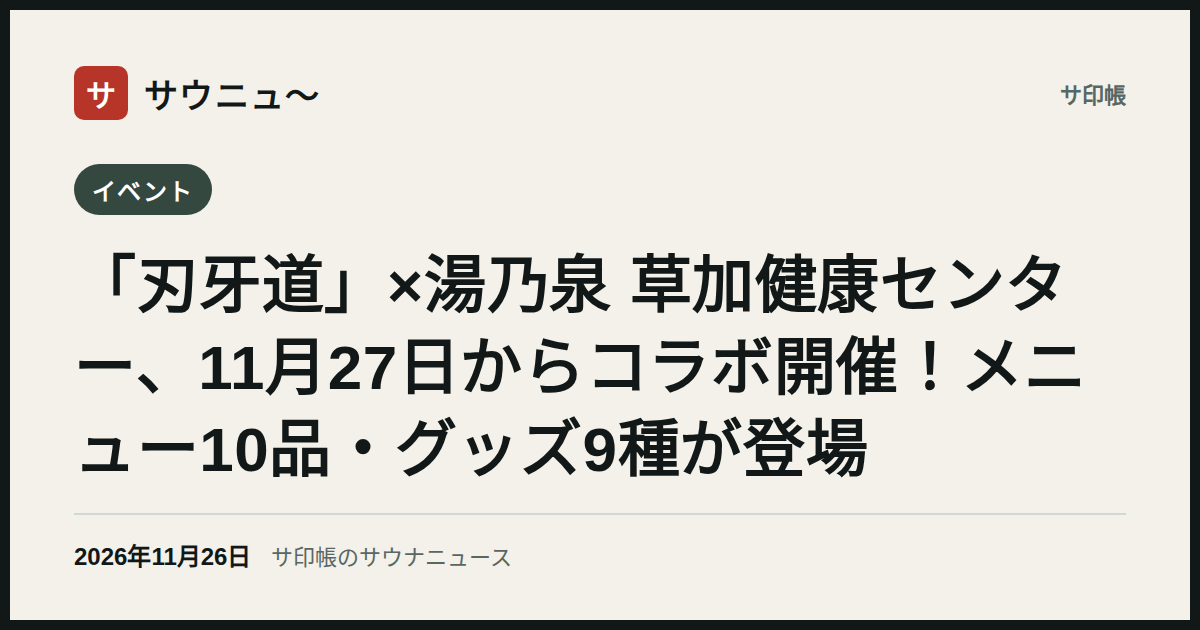 サ サウニュ〜
サ印帳
イベント
「刃牙道」×湯乃泉 草加健康センタ
ー、11月27日からコラボ開催！メニ
ュー10品・グッズ9種が登場
2026年11月26日 サ印帳のサウナニュース